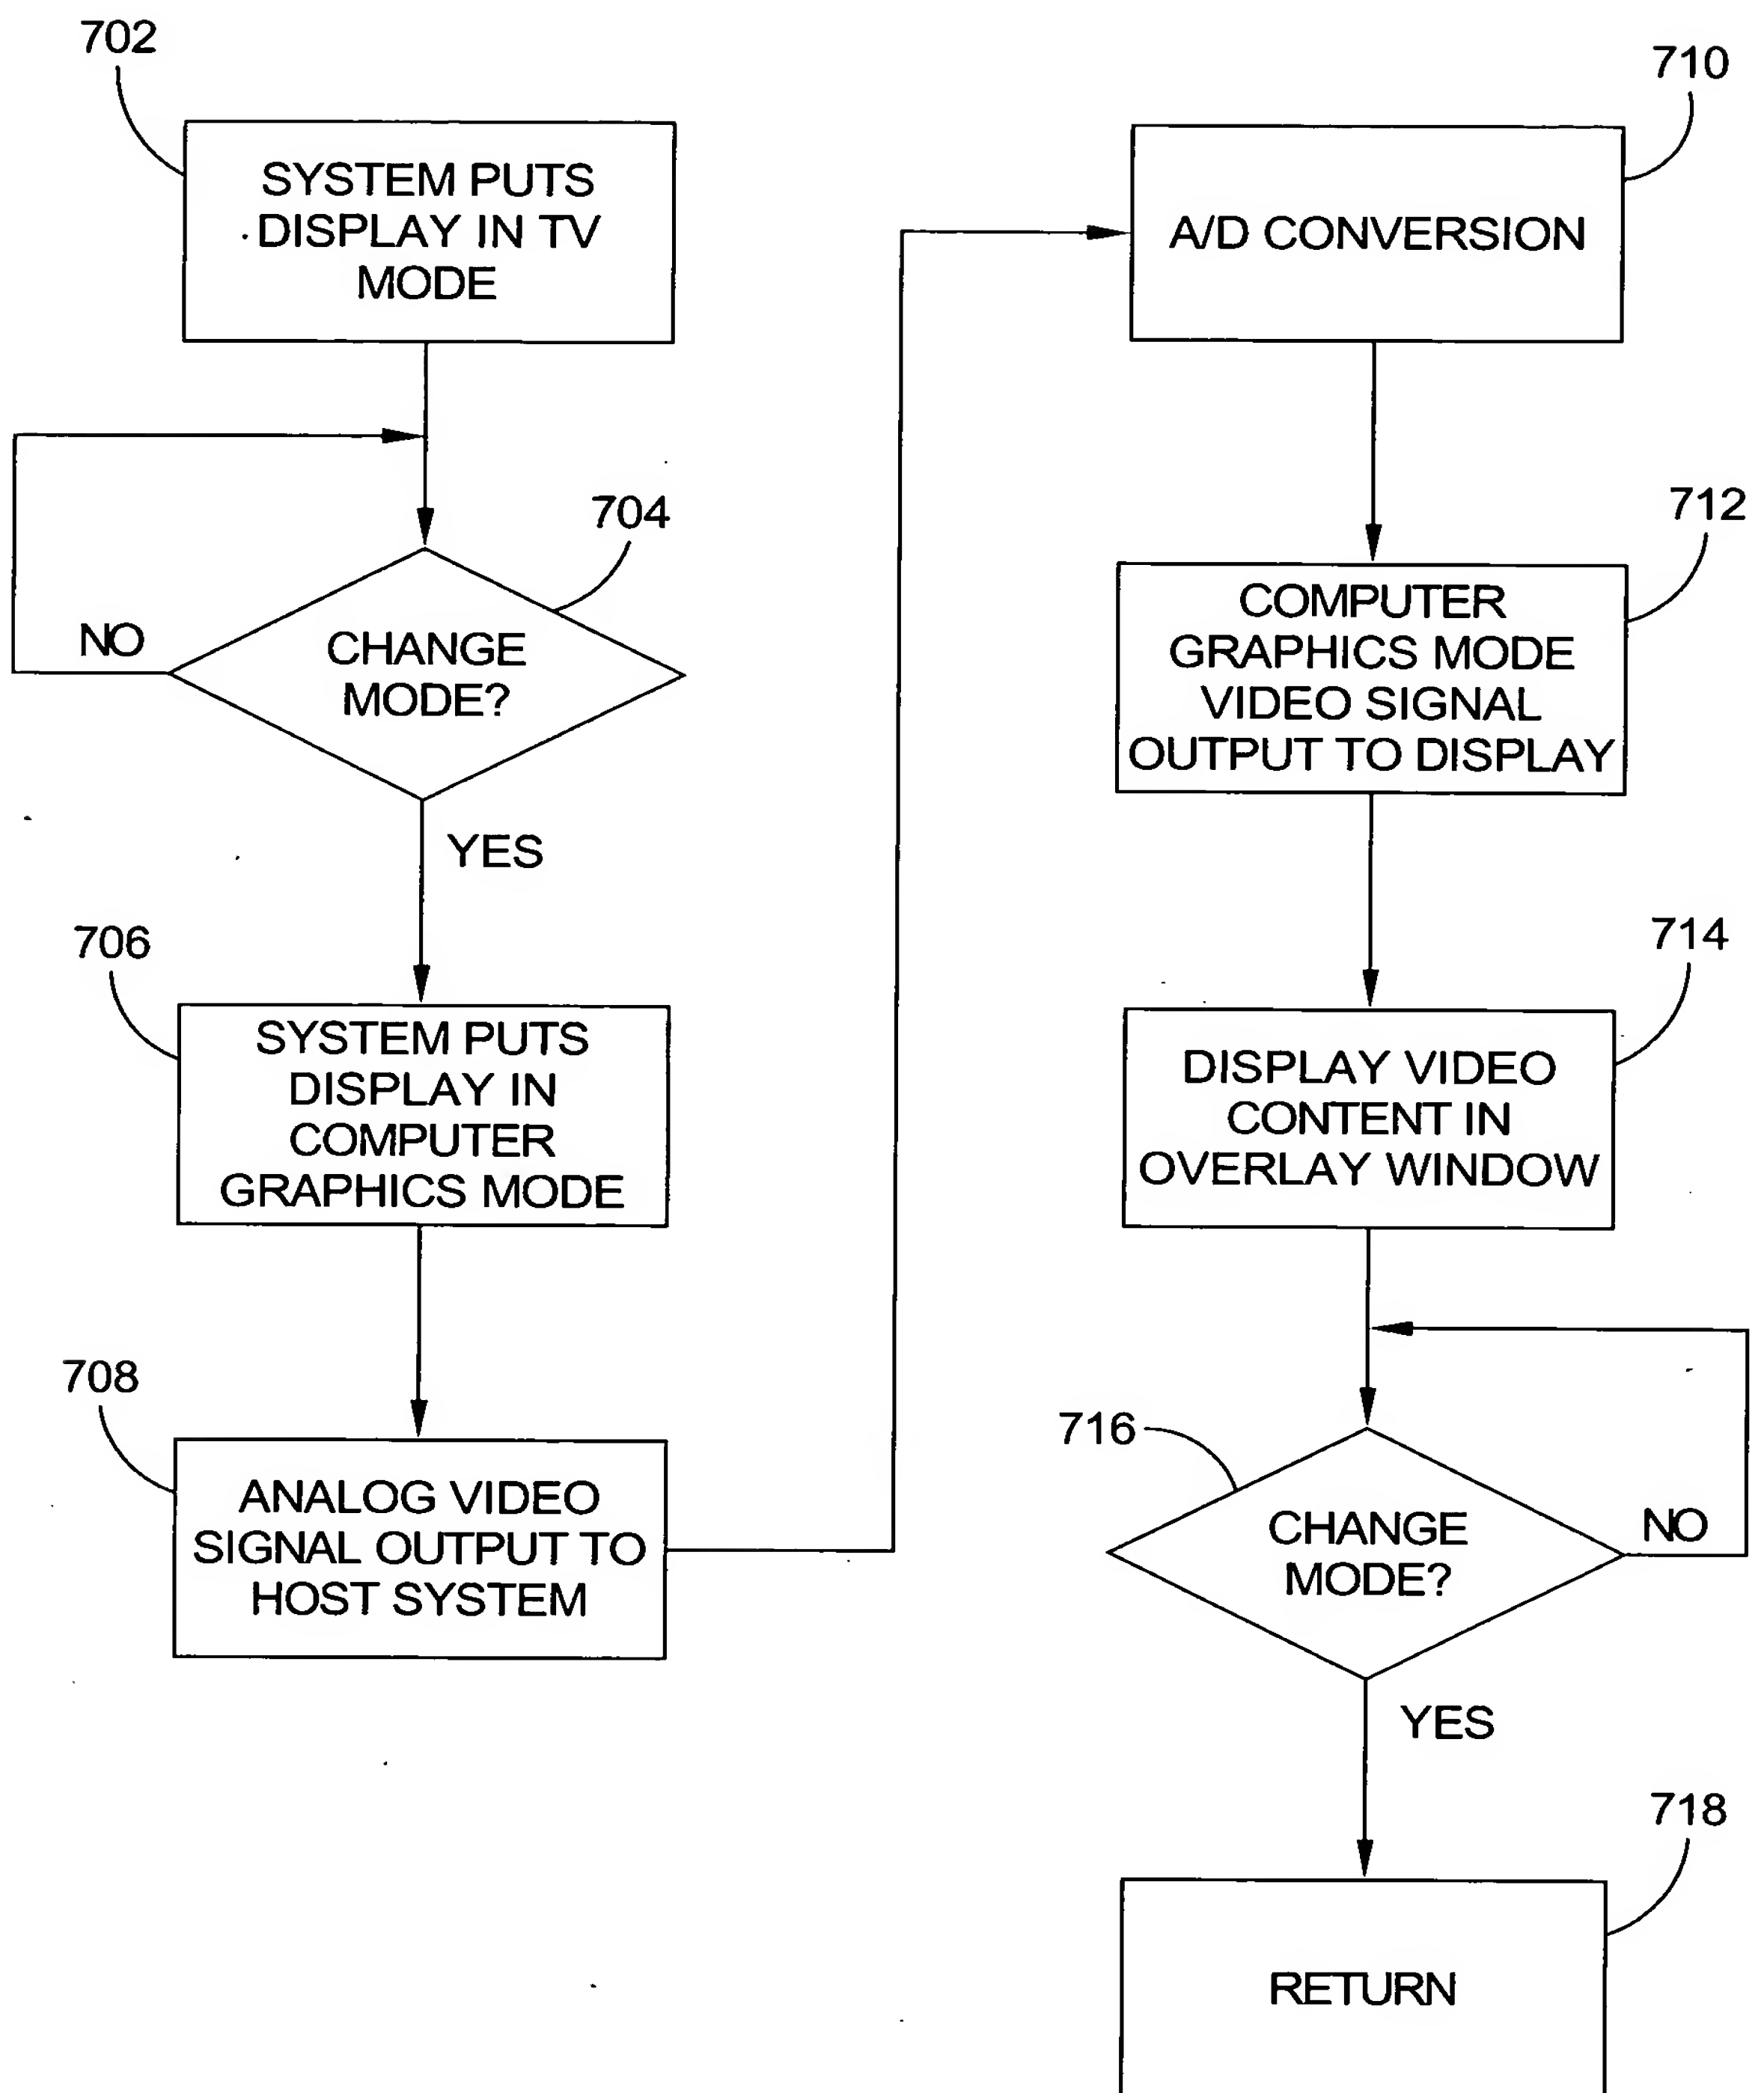 702
SYSTEM PUTS
DISPLAY IN TV
MODE
704
NO
CHANGE
MODE?
YES
706
SYSTEM PUTS
DISPLAY IN
COMPUTER
GRAPHICS MODE
708
ANALOG VIDEO
SIGNAL OUTPUT TO
HOST SYSTEM
710
A/D CONVERSION
712
COMPUTER
GRAPHICS MODE
VIDEO SIGNAL
OUTPUT TO DISPLAY
714
DISPLAY VIDEO
CONTENT IN
OVERLAY WINDOW
716
CHANGE
MODE?
NO
YES
718
RETURN